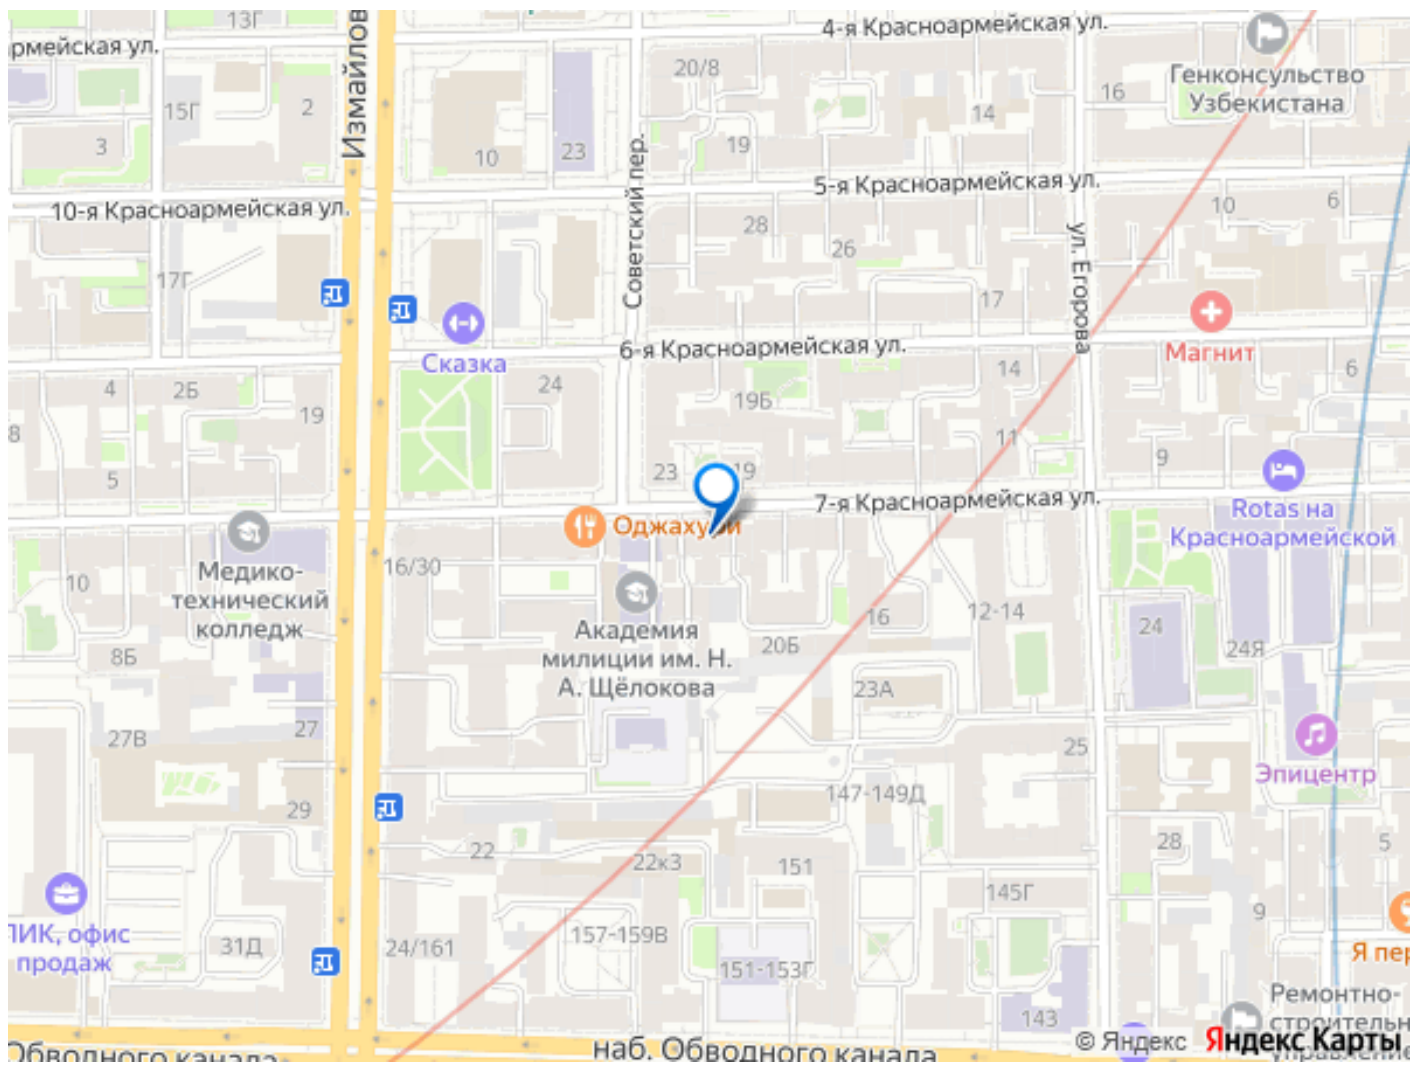 13Г
4-я Красноармейская ул.
рмейская ул.
Измайлов
Генконсульство
Узбекистана
20/8
2
15Г
16
14
3
10
23
19
Советский пер.
5-я Красноармейская ул.
10-я Красноармейская ул.
10
6
28
26
ул. Егорова
17Г
17
Сказка
6-я Красноармейская ул.
Магнит
4
2Б
24
14
6
19Б
19
8
11
9
5
23
19
7-я Красноармейская ул.
Rotas на
Красноармейской
Оджахури
Медико-
технический
колледж
16/30
10
Академия
милиции им. Н.
А. Щёлокова
16
12-14
24
20Б
24Я
8Б
23А
27
27В
25
Эпицентр
147-149Д
29
22
22к3
151
28
5
145Г
9
ПИК, офис
продаж
31Д
24/161
157-159В
151-153Г
Я пер
143
Ремонтно-
строительн
управление
© Яндекс Яндекс Карты
Обводного канала
наб. Обводного канала